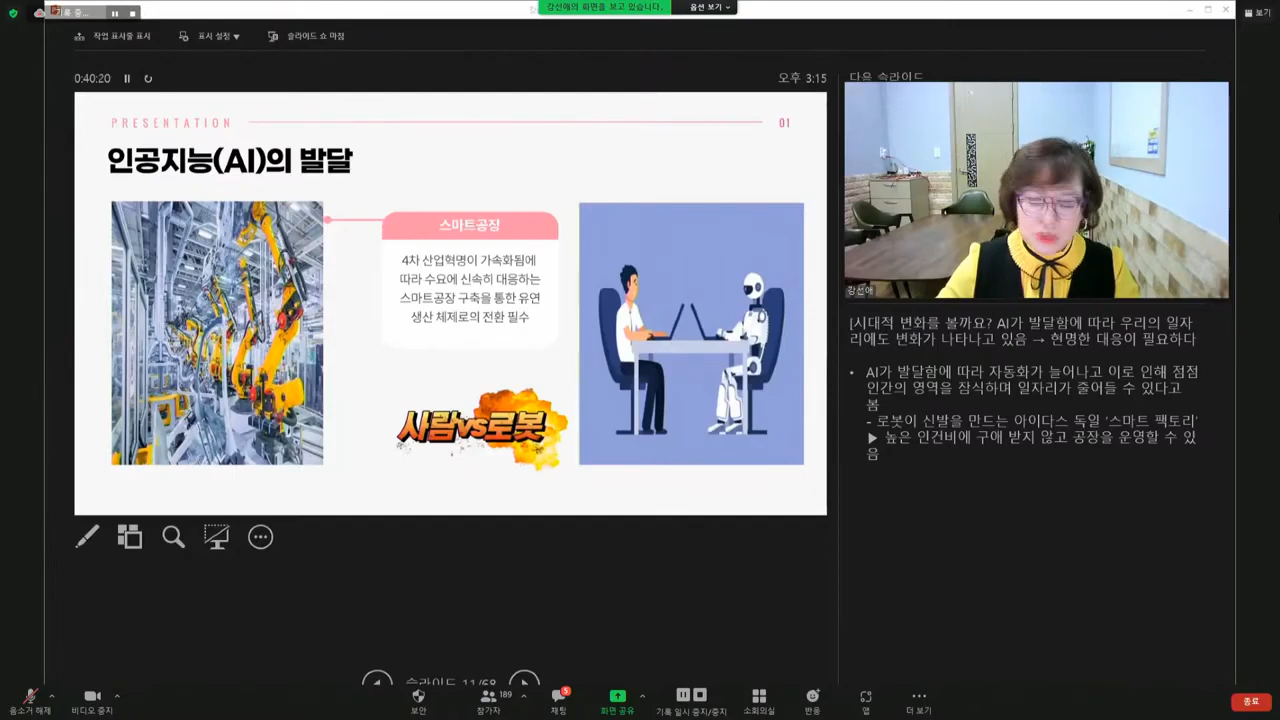 기록 중...
강선애의 화면을 보고 있습니다.
옵션 보기
보기
작업 표시줄 표시
표시 설정
슬라이드 쇼 마침
0:40:20
오후 3:15
다음 슬라이드
PRESENTATION
01
인공지능(AI)의 발달
스마트공장
4차 산업혁명이 가속화됨에
따라 수요에 신속히 대응하는
스마트공장 구축을 통한 유연
생산 체제로의 전환 필수
사람vs로봇
강선애
[시대적 변화를 볼까요? AI가 발달함에 따라 우리의 일자
리에도 변화가 나타나고 있음 → 현명한 대응이 필요하다
• AI가 발달함에 따라 자동화가 늘어나고 이로 인해 점점
인간의 영역을 잠식하며 일자리가 줄어들 수 있다고
봄
- 로봇이 신발을 만드는 아이다스 독일 '스마트 팩토리'
▶ 높은 인건비에 구애 받지 않고 공장을 운영할 수 있
음
슬라이드 11/68
음소거 해제
비디오 중지
보안
참가자
189
채팅
5
화면 공유
기록 일시 중지/중지
소회의실
반응
앱
더 보기
종료